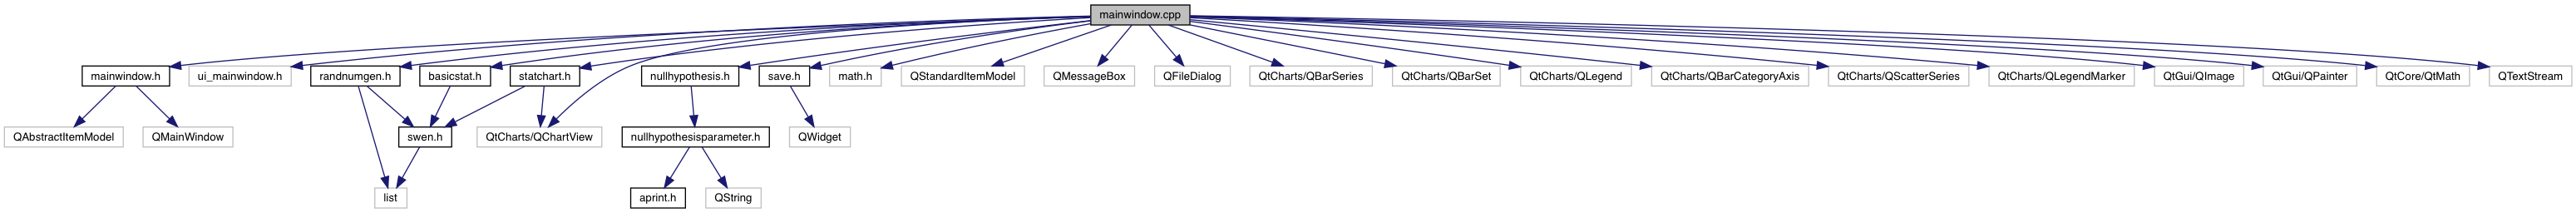 mainwindow.cpp
mainwindow.h
ui_mainwindow.h
randnumgen.h
basicstat.h
statchart.h
nullhypothesis.h
save.h
math.h
QStandardItemModel
QMessageBox
QFileDialog
QtCharts/QBarSeries
QtCharts/QBarSet
QtCharts/QLegend
QtCharts/QBarCategoryAxis
QtCharts/QScatterSeries
QtCharts/QLegendMarker
QtGui/QImage
QtGui/QPainter
QtCore/QtMath
QTextStream
QAbstractItemModel
QMainWindow
swen.h
QtCharts/QChartView
nullhypothesisparameter.h
QWidget
list
aprint.h
QString